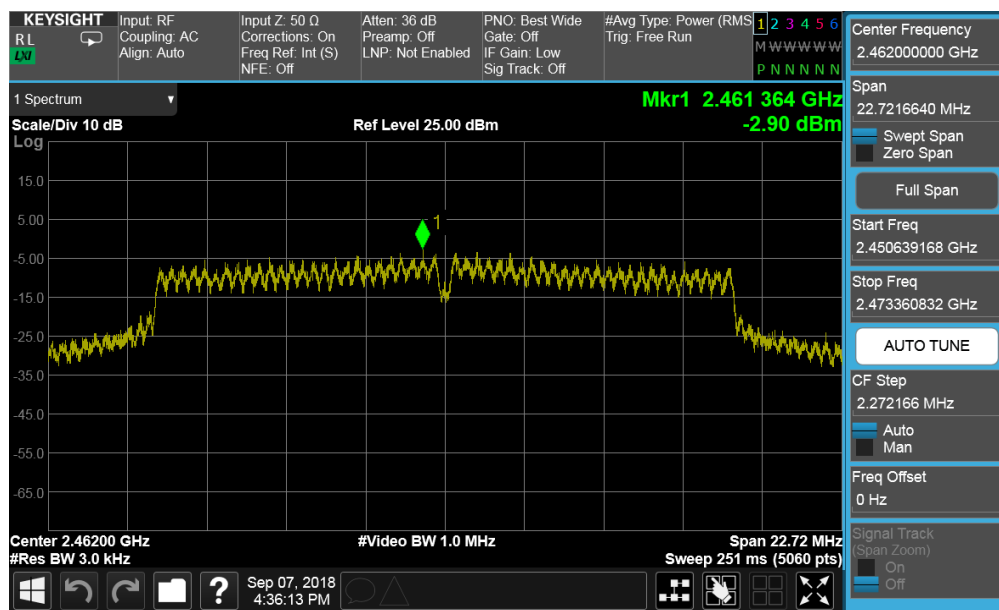 KEYSIGHT
R L
LXI
Input: RF
Coupling: AC
Align: Auto
Input Z: 50 Ω
Corrections: On
Freq Ref: Int (S)
NFE: Off
Atten: 36 dB
Preamp: Off
LNP: Not Enabled
PNO: Best Wide
Gate: Off
IF Gain: Low
Sig Track: Off
#Avg Type: Power (RMS
Trig: Free Run
1 2 3 4 5 6
M W W W W W
P N N N N N
1 Spectrum
Scale/Div 10 dB
Log
Ref Level 25.00 dBm
Mkr1 2.461 364 GHz
-2.90 dBm
15.0
5.00
-5.00
-15.0
-25.0
-35.0
-45.0
-55.0
-65.0
1
Center 2.46200 GHz
#Res BW 3.0 kHz
#Video BW 1.0 MHz
Span 22.72 MHz
Sweep 251 ms (5060 pts)
?
Sep 07, 2018
4:36:13 PM
Center Frequency
2.462000000 GHz
Span
22.7216640 MHz
Swept Span
Zero Span
Full Span
Start Freq
2.450639168 GHz
Stop Freq
2.473360832 GHz
AUTO TUNE
CF Step
2.272166 MHz
Auto
Man
Freq Offset
0 Hz
Signal Track
(Span Zoom)
On
Off